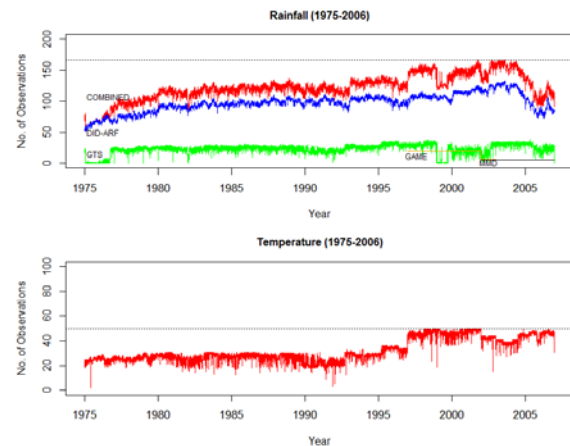 Rainfall (1975-2006)
No. of Observations
200
150
100
50
0
COMBINED
DID-ARF
GTS
GAME
MMD
1975
1980
1985
1990
1995
2000
2005
Year
Temperature (1975-2006)
No. of Observations
100
80
60
40
20
0
1975
1980
1985
1990
1995
2000
2005
Year